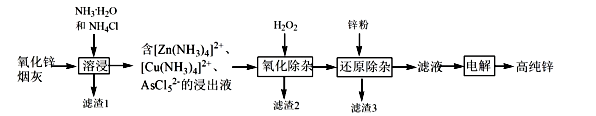 NH₃·H₂O
和 NH₄Cl
H₂O₂
锌粉
氧化锌
烟灰
溶浸
含[Zn(NH₃)₄]²⁺、
[Cu(NH₃)₄]²⁺、
AsCl₅²⁻的浸出液
氧化除杂
还原除杂
滤液
电解
高纯锌
滤渣1
滤渣2
滤渣3